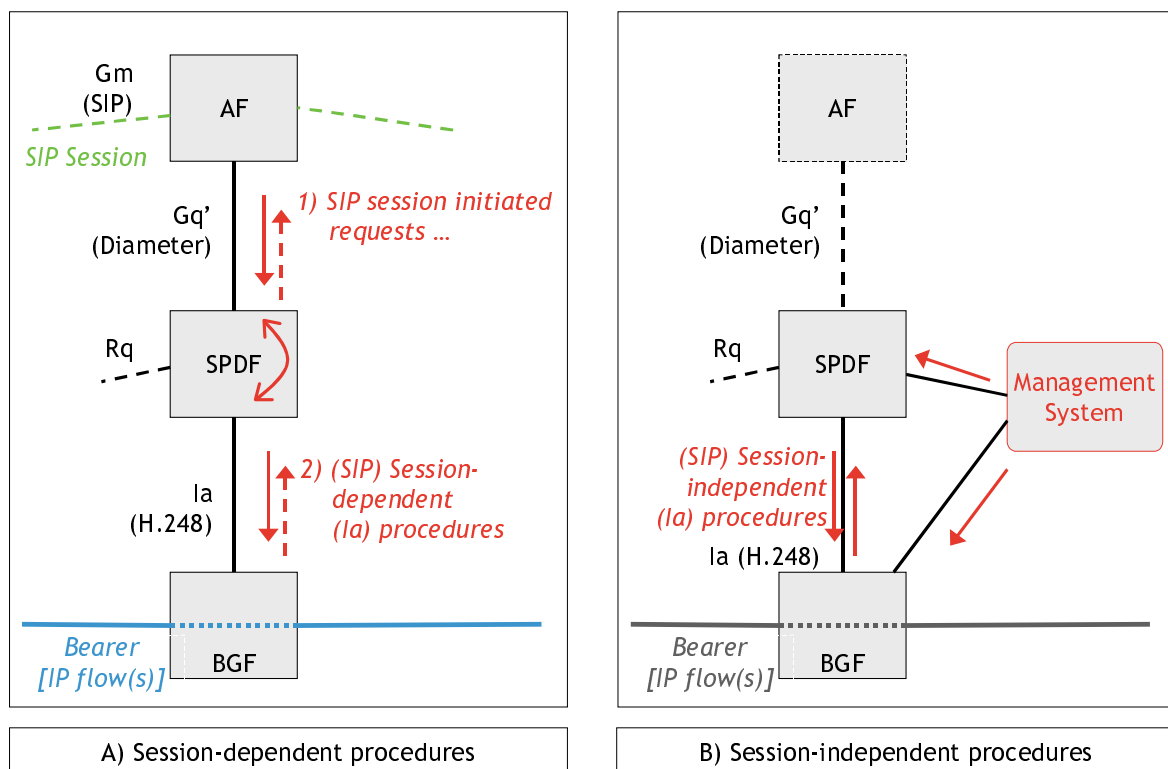 Gm
(SIP)
AF
SIP Session
1) SIP session initiated
requests …
Gq’
(Diameter)
Rq
SPDF
2) (SIP) Session-
dependent
(Ia) procedures
Ia
(H.248)
Bearer
[IP flow(s)]
BGF
A) Session-dependent procedures
AF
Gq’
(Diameter)
Rq
SPDF
Management
System
(SIP) Session-
independent
(Ia) procedures
Ia (H.248)
Bearer
[IP flow(s)]
BGF
B) Session-independent procedures